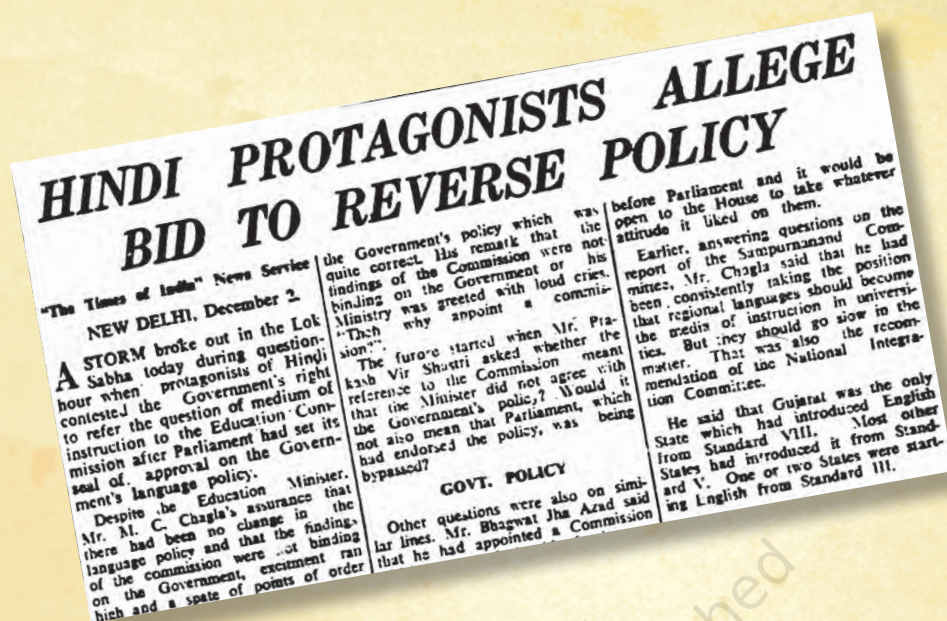 HINDI PROTAGONISTS ALLEGE
BID TO REVERSE POLICY
"The Times of India" News Service
NEW DELHI, December 2.
A STORM broke out in the Lok
Sabha today during question-
hour when protagonists of Hindi
contested the Government's right
to refer the question of medium of
instruction to the Education Com-
mission after Parliament had set its
seal of approval on the Govern-
ment's language policy.
Despite the Education Minister,
Mr. M. C. Chagla's assurance that
there had been no change in the
language policy and that the findings
of the commission were not binding
on the Government, excitment ran
high and a spate of points of order
the Government's policy which was
quite correct. His remark that the
findings of the Commission were not
binding on the Government or his
Ministry was greeted with loud cries,
"Then why appoint a commis-
sion?"
The furore started when Mr. Pra-
kash Vir Shastri asked whether the
reference to the Commission meant
that the Minister did not agree with
the Government's policy? Would it
not also mean that Parliament, which
had endorsed the policy, was being
bypassed?
GOVT. POLICY
Other questions were also on simi-
lar lines. Mr. Bhagwat Jha Azad said
that he had appointed a Commission
before Parliament and it would be
open to the House to take whatever
attitude it liked on them.
Earlier, answering questions on the
report of the Sampurnanand Com-
mittee, Mr. Chagla said that he had
been consistently taking the position
that regional languages should become
the media of instruction in universi-
ties. But they should go slow in the
matter. That was also the recom-
mendation of the National Integra-
tion Committee.
He said that Gujarat was the only
State which had introduced English
from Standard VIII. Most other
States had introduced it from Stand-
ard V. One or two States were start-
ing English from Standard III.